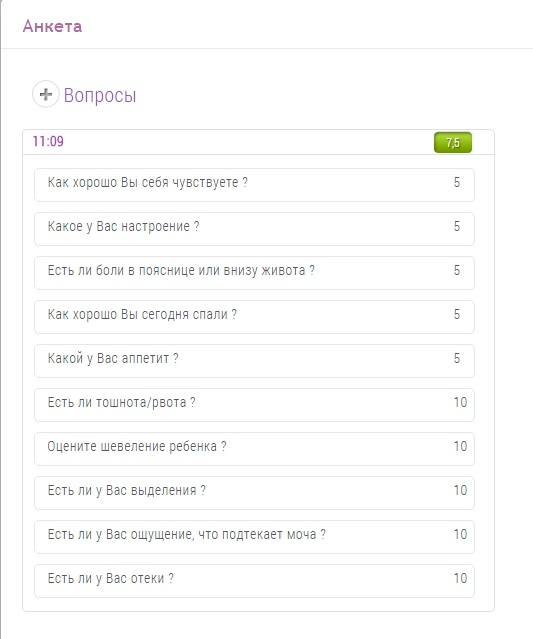 Анкета
Вопросы
11:09 7,5
Как хорошо Вы себя чувствуете ? 5
Какое у Вас настроение ? 5
Есть ли боли в пояснице или внизу живота ? 5
Как хорошо Вы сегодня спали ? 5
Какой у Вас аппетит ? 5
Есть ли тошнота/рвота ? 10
Оцените шевеление ребенка ? 10
Есть ли у Вас выделения ? 10
Есть ли у Вас ощущение, что подтекает моча ? 10
Есть ли у Вас отеки ? 10